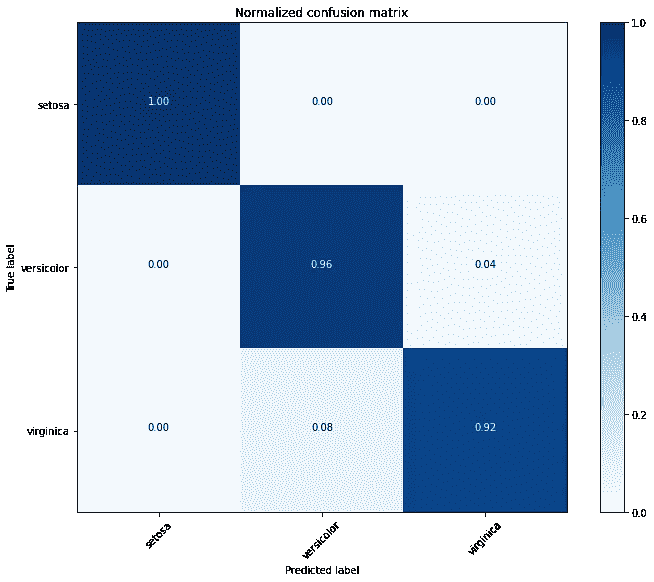 Normalized confusion matrix
1.0
setosa
1.00
0.00
0.00
0.8
0.6
True label
versicolor
0.00
0.96
0.04
0.4
0.2
virginica
0.00
0.08
0.92
0.0
setosa
versicolor
virginica
Predicted label